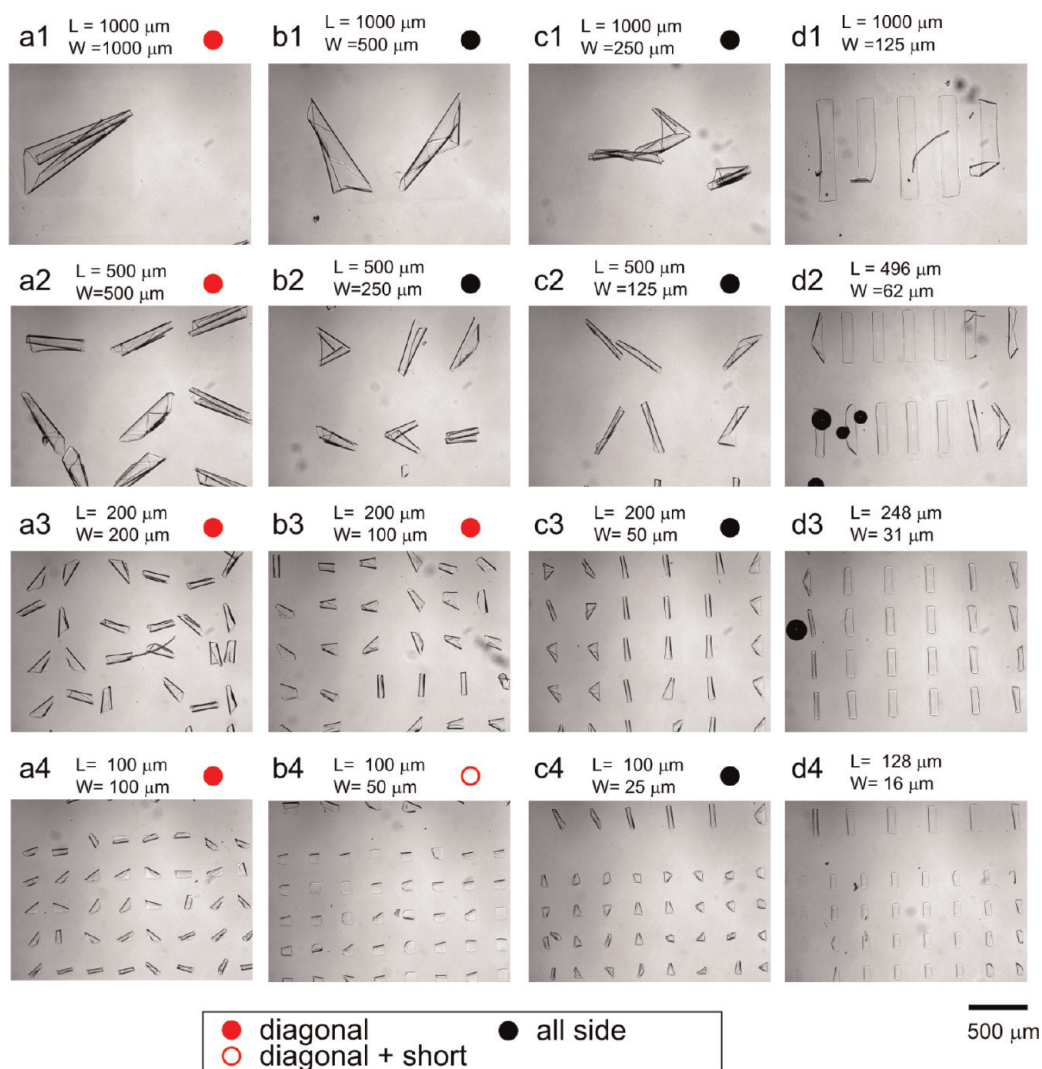 a1 L = 1000 μm
W =1000 μm
b1 L = 1000 μm
W =500 μm
c1 L = 1000 μm
W =250 μm
d1 L = 1000 μm
W =125 μm
a2 L = 500 μm
W=500 μm
b2 L = 500 μm
W=250 μm
c2 L = 500 μm
W=125 μm
d2 L = 496 μm
W =62 μm
a3 L= 200 μm
W= 200 μm
b3 L= 200 μm
W= 100 μm
c3 L= 200 μm
W= 50 μm
d3 L= 248 μm
W= 31 μm
a4 L= 100 μm
W= 100 μm
b4 L= 100 μm
W= 50 μm
c4 L= 100 μm
W= 25 μm
d4 L= 128 μm
W= 16 μm
diagonal all side
diagonal + short
500 μm